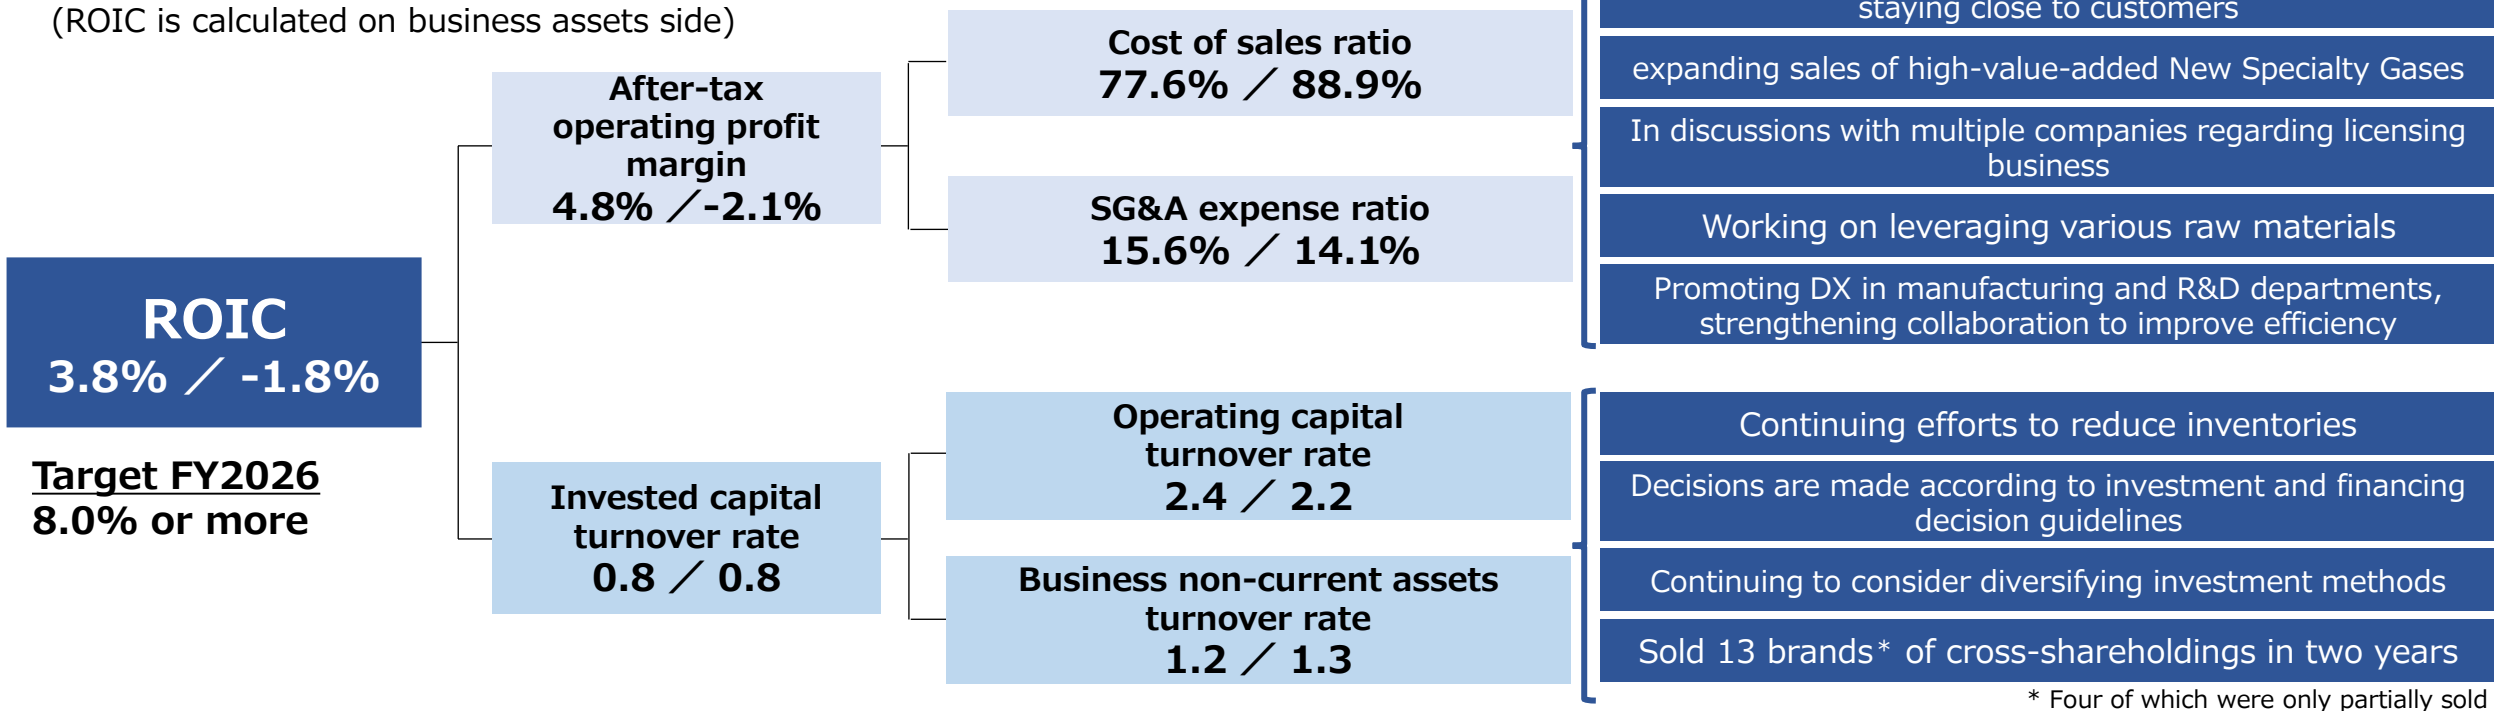 (ROIC is calculated on business assets side)
ROIC
3.8% ／ -1.8%
Target FY2026
8.0% or more
After-tax
operating profit
margin
4.8% ／-2.1%
Invested capital
turnover rate
0.8 ／ 0.8
Cost of sales ratio
77.6% ／ 88.9%
SG&A expense ratio
15.6% ／ 14.1%
Operating capital
turnover rate
2.4 ／ 2.2
Business non-current assets
turnover rate
1.2 ／ 1.3
staying close to customers
expanding sales of high-value-added New Specialty Gases
In discussions with multiple companies regarding licensing
business
Working on leveraging various raw materials
Promoting DX in manufacturing and R&D departments,
strengthening collaboration to improve efficiency
Continuing efforts to reduce inventories
Decisions are made according to investment and financing
decision guidelines
Continuing to consider diversifying investment methods
Sold 13 brands* of cross-shareholdings in two years
* Four of which were only partially sold